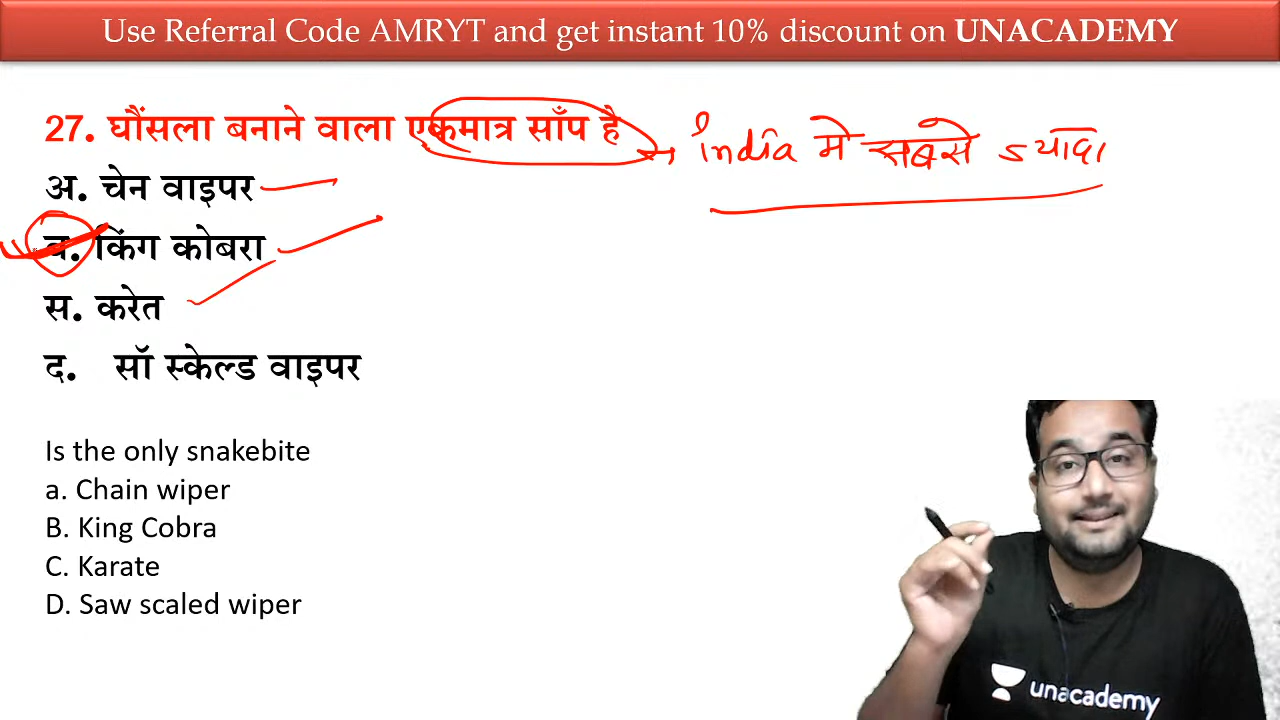 Use Referral Code AMRYT and get instant 10% discount on UNACADEMY
27. घौंसला बनाने वाला एकमात्र साँप है
India मे सबसे ज्यादा
अ. चेन वाइपर
ब. किंग कोबरा
स. करेत
द. सॉ स्केल्ड वाइपर
Is the only snakebite
a. Chain wiper
B. King Cobra
C. Karate
D. Saw scaled wiper
unacademy